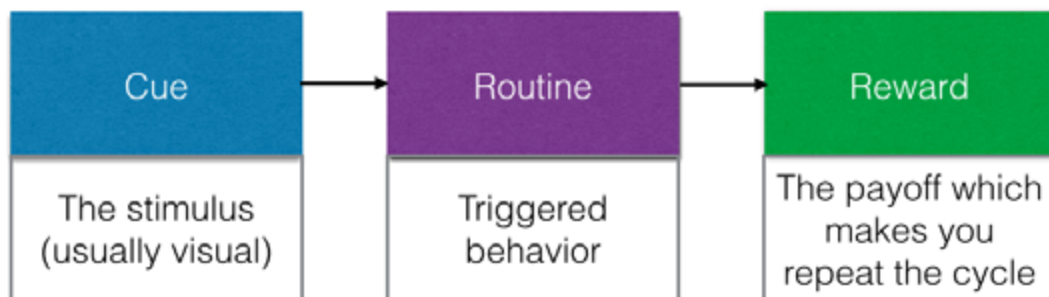 Cue
Routine
Reward
The stimulus
(usually visual)
Triggered
behavior
The payoff which
makes you
repeat the cycle